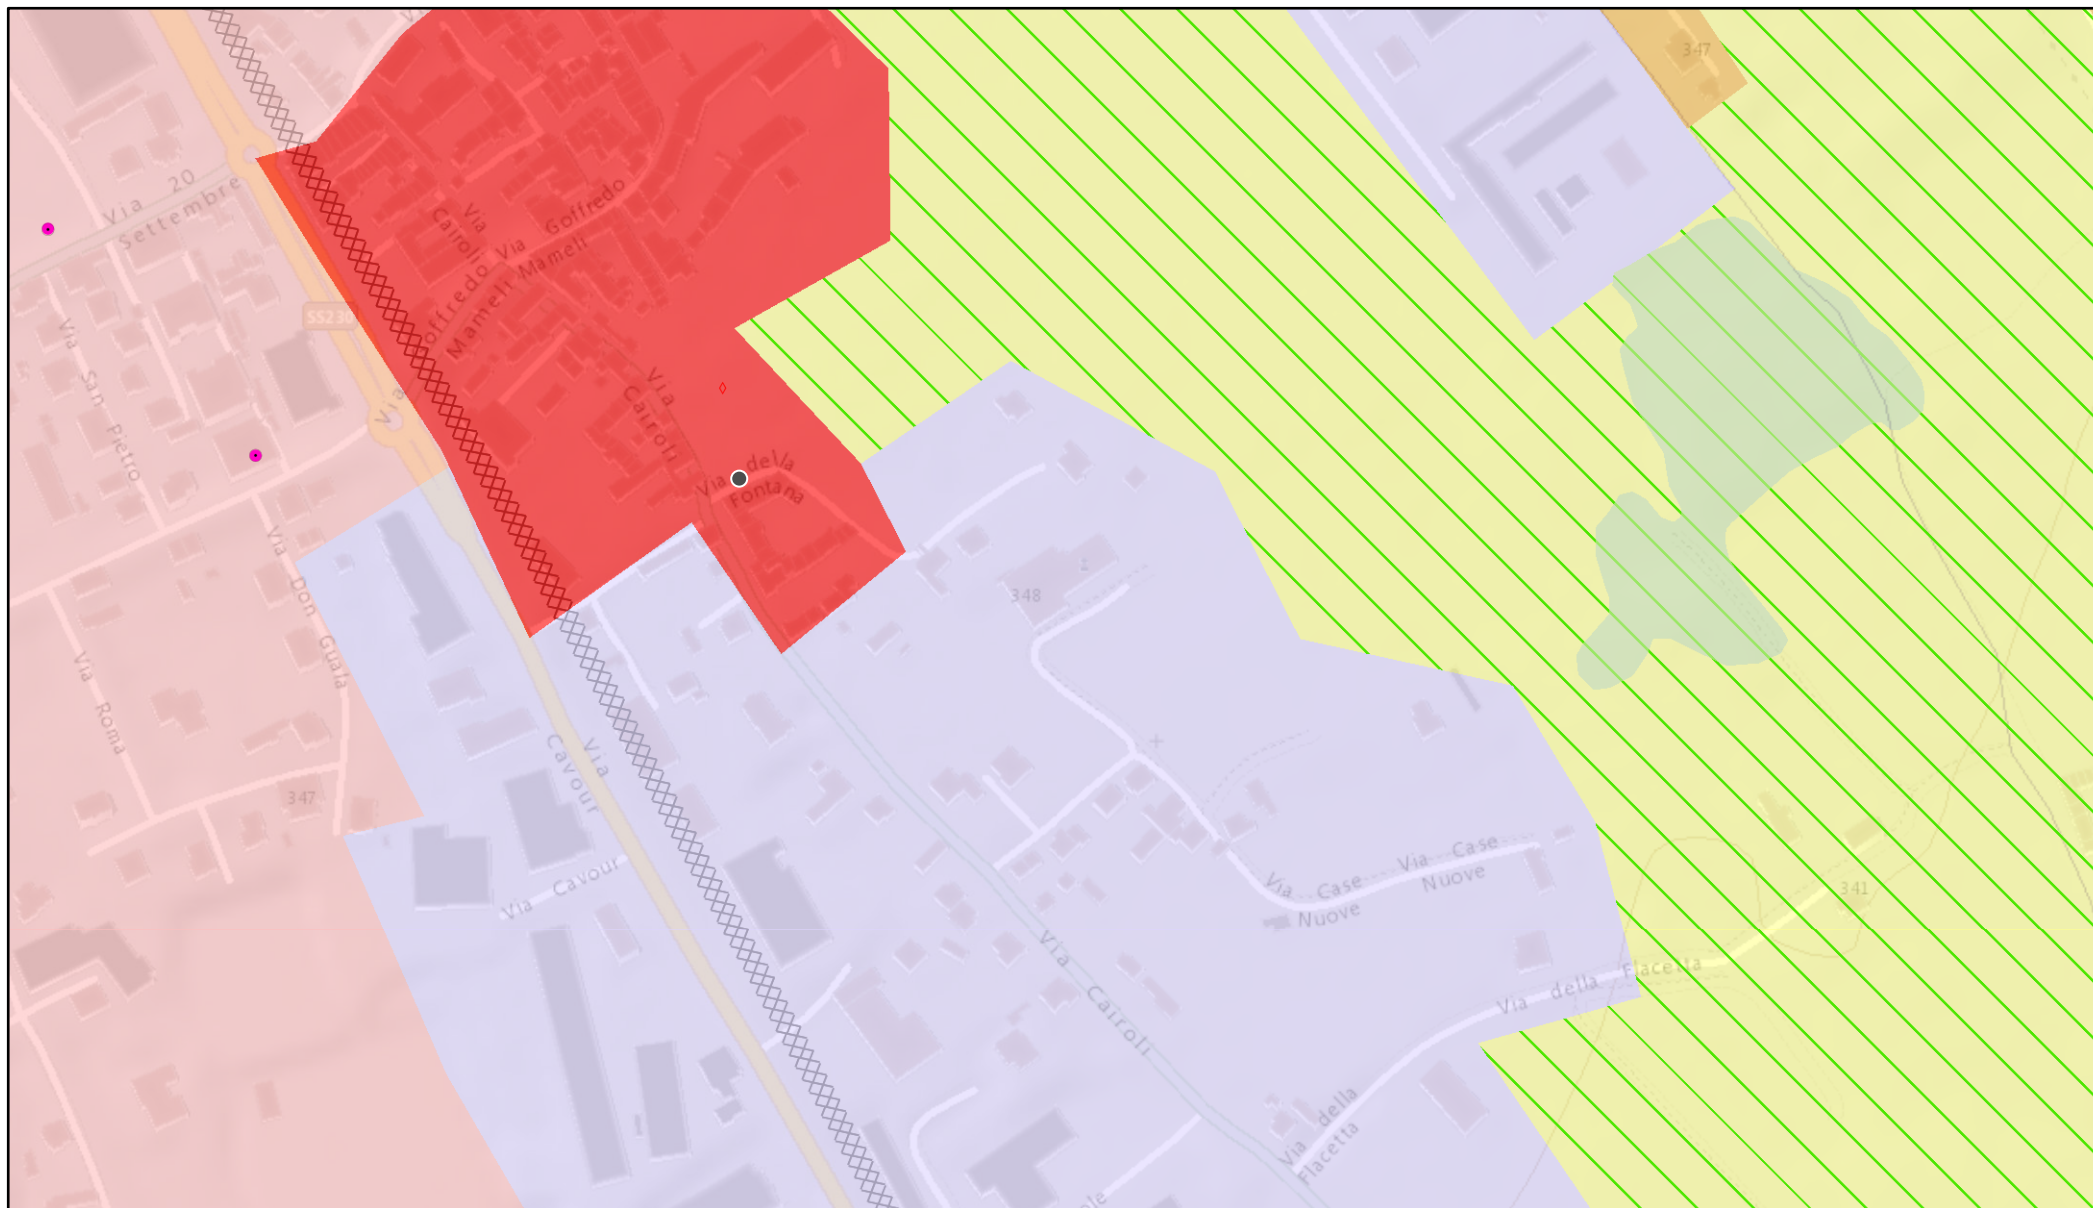 347
Via 20
Settembre
Via
Cairoli
Via Goffredo
Mameli
Goffredo
Mameli
SS230
Via
Via
San
Pietro
Via
Cairoli
Via della
Fontana
Via
Don
Guala
348
Via
Roma
Via
Cavour
347
Via Cavour
Via Case
Nuove
Via Case
Nuove
341
Via
Cairoli
Via della Flacetta
Via della
Flacetta